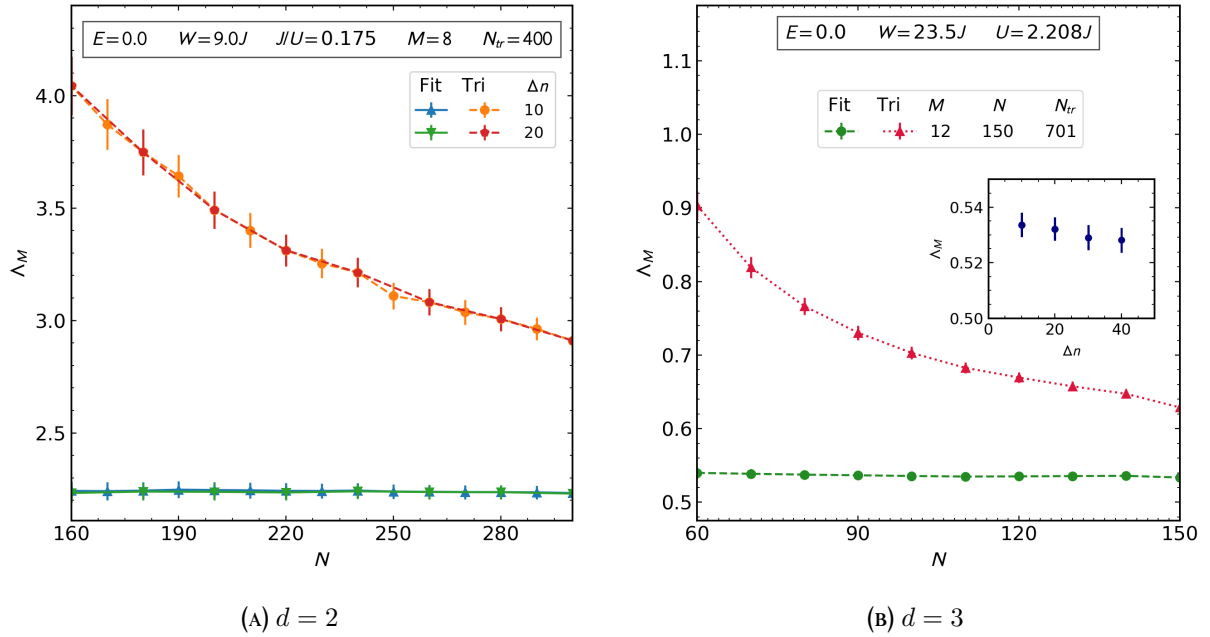 E=0.0 W=9.0J J/U=0.175 M=8 N_tr=400
Fit Tri Δn
10
20
4.0
3.5
3.0
2.5
Λ_M
160 190 220 250 280
N
(A) d = 2
E=0.0 W=23.5J U=2.208J
Fit Tri M N N_tr
12 150 701
1.1
1.0
0.9
0.8
0.7
0.6
0.5
Λ_M
60 90 120 150
N
0.54
0.52
0.50
Λ_M
0 20 40
Δn
(B) d = 3